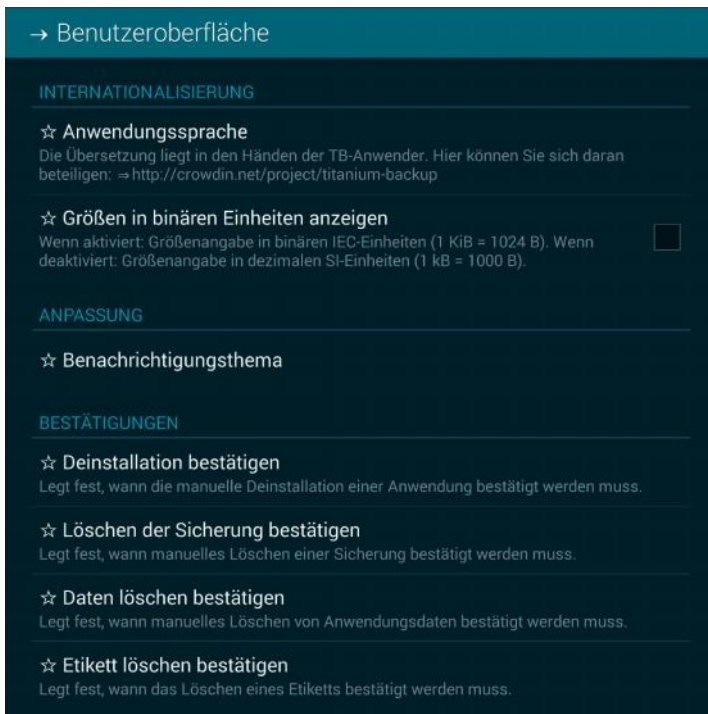 → Benutzeroberfläche
INTERNATIONALISIERUNG
☆ Anwendungssprache
Die Übersetzung liegt in den Händen der TB-Anwender. Hier können Sie sich daran
beteiligen: ⇒http://crowdin.net/project/titanium-backup
☆ Größen in binären Einheiten anzeigen
Wenn aktiviert: Größenangabe in binären IEC-Einheiten (1 KiB = 1024 B). Wenn
deaktiviert: Größenangabe in dezimalen SI-Einheiten (1 kB = 1000 B).
ANPASSUNG
☆ Benachrichtigungsthema
BESTÄTIGUNGEN
☆ Deinstallation bestätigen
Legt fest, wann die manuelle Deinstallation einer Anwendung bestätigt werden muss.
☆ Löschen der Sicherung bestätigen
Legt fest, wann manuelles Löschen einer Sicherung bestätigt werden muss.
☆ Daten löschen bestätigen
Legt fest, wann manuelles Löschen von Anwendungsdaten bestätigt werden muss.
☆ Etikett löschen bestätigen
Legt fest, wann das Löschen eines Etiketts bestätigt werden muss.